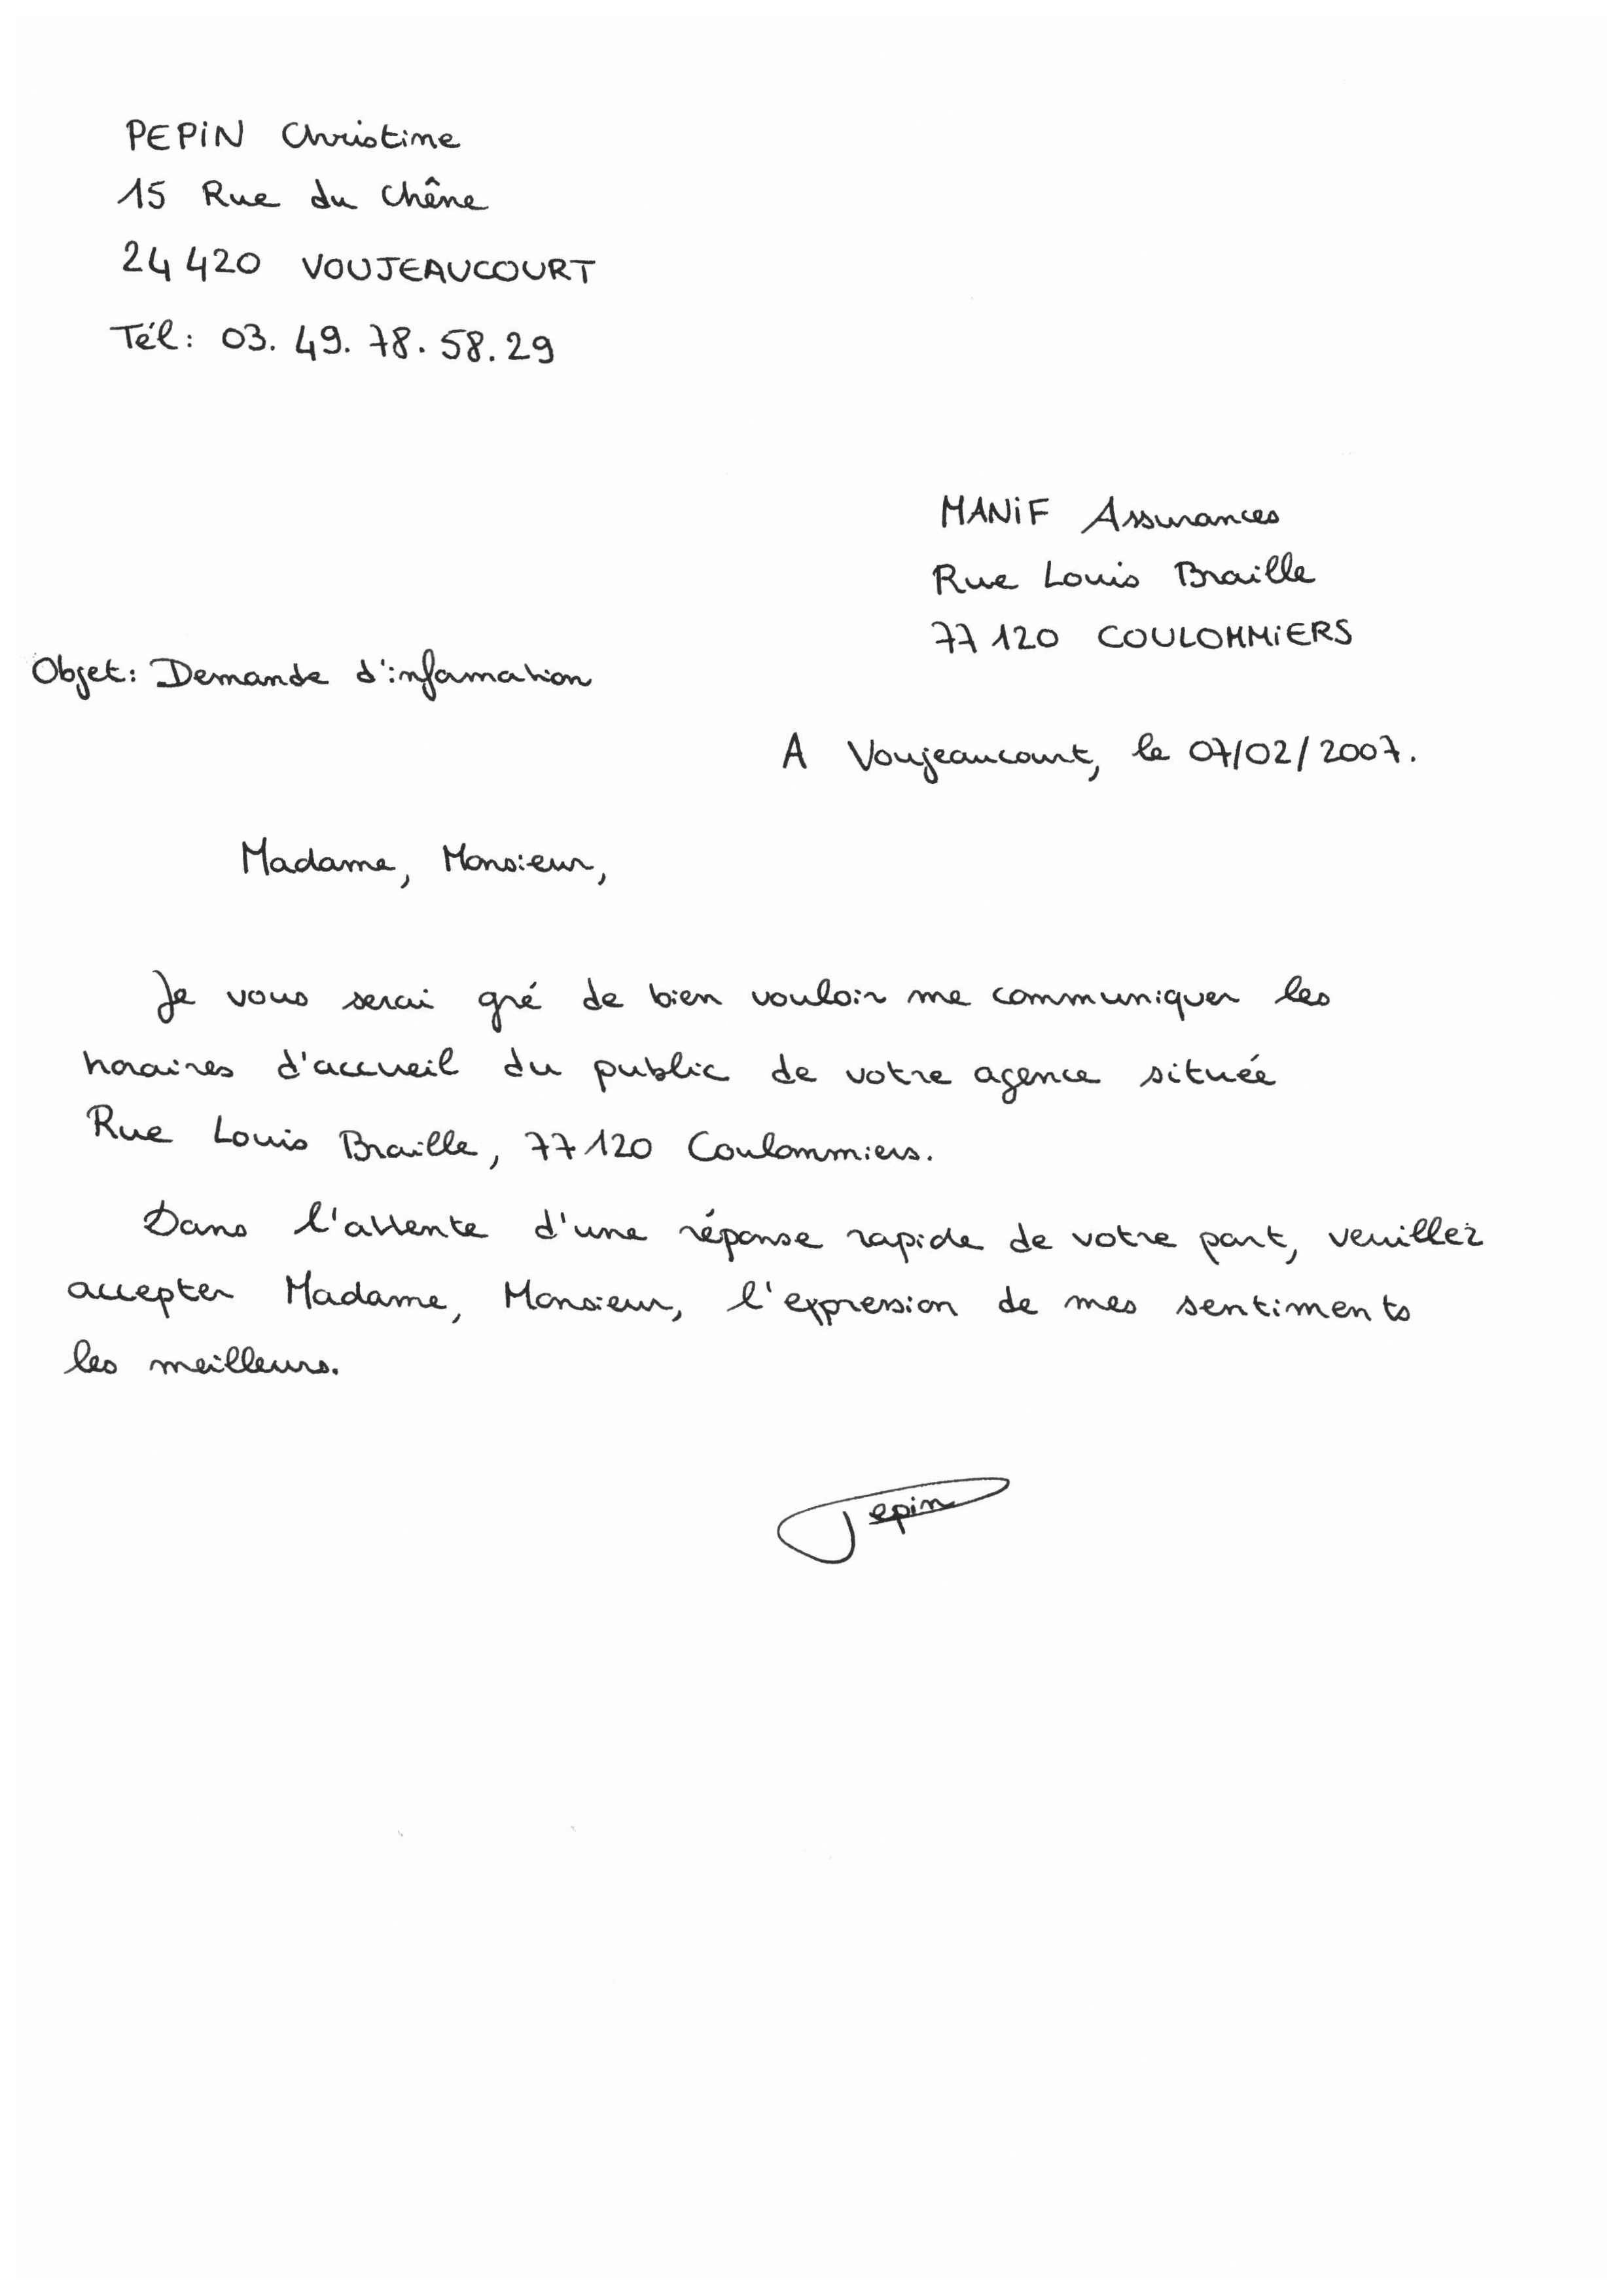 PEPIN Christine
15 Rue du Chêne
24 420 VOUJEAUCOURT
Tél: 03. 49. 78. 58. 29
MANIF Assurances
Rue Louis Braille
77 120 COULOMMIERS
Objet: Demande d'information
A Voujeaucourt, le 07/02/2007.
Madame, Monsieur,
Je vous serai gré de bien vouloir me communiquer les
horaires d'accueil du public de votre agence située
Rue Louis Braille, 77 120 Coulommiers.
Dans l'attente d'une réponse rapide de votre part, veuillez
accepter Madame, Monsieur, l'expression de mes sentiments
les meilleurs.
Pepin